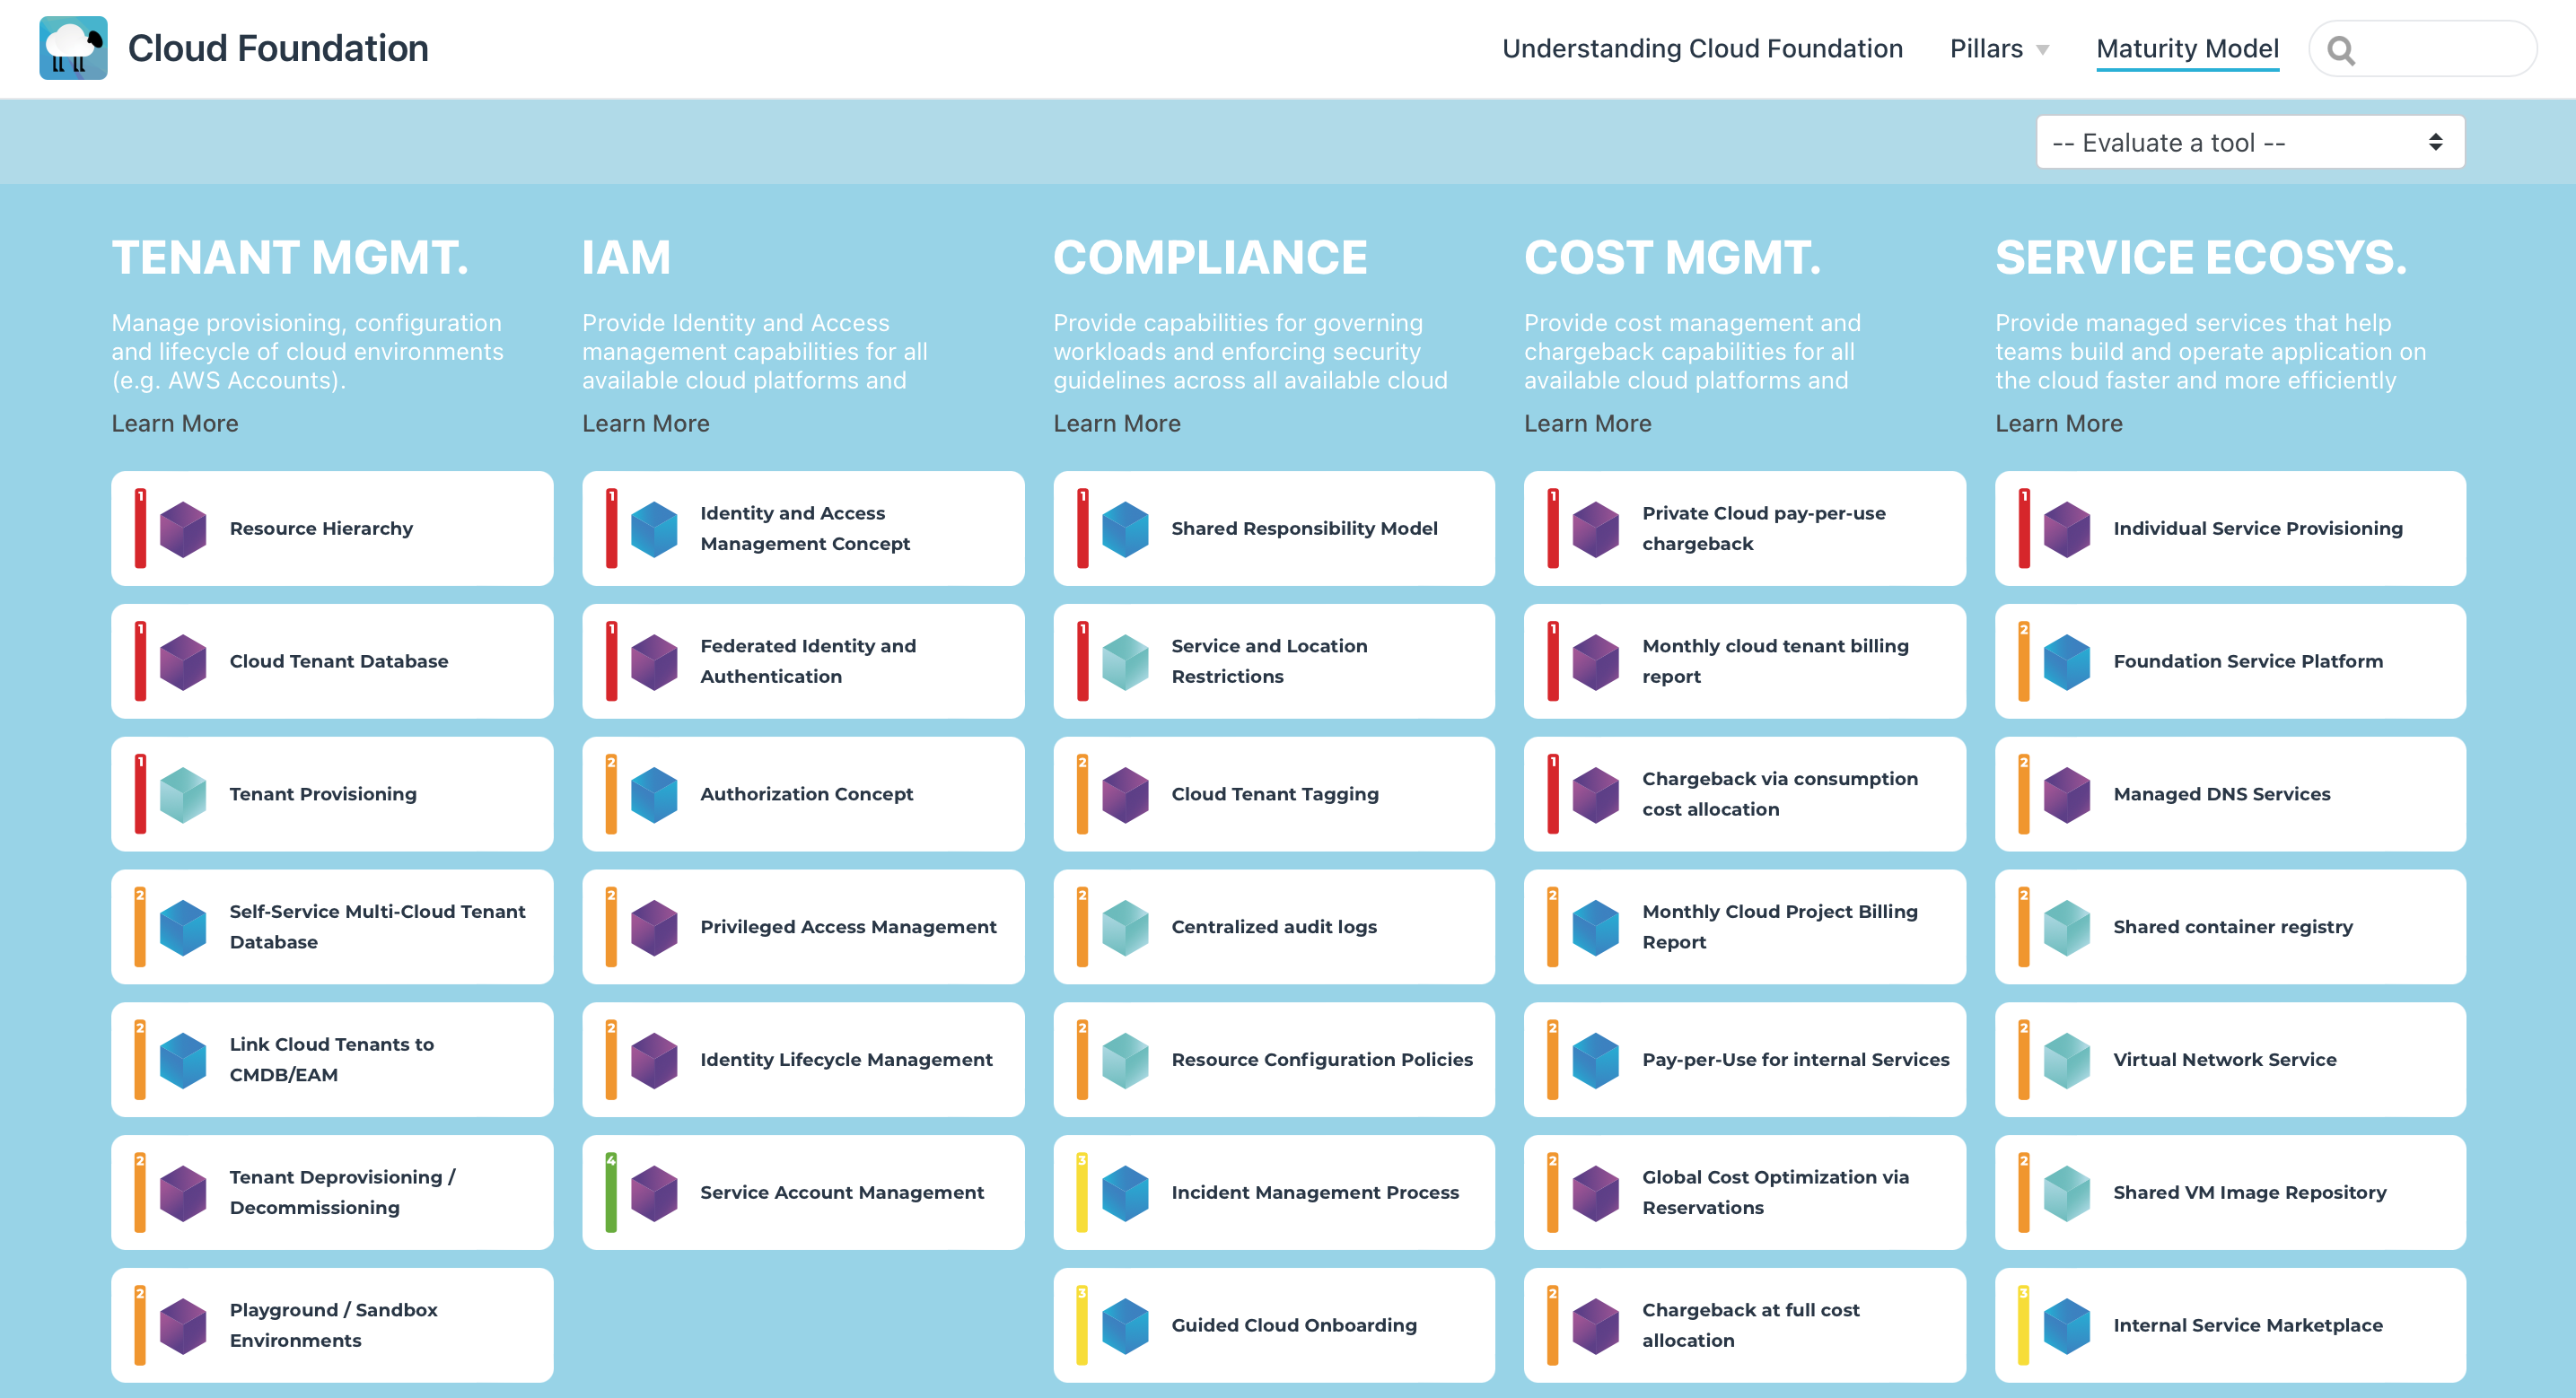 Cloud Foundation
Understanding Cloud Foundation
Pillars
Maturity Model
-- Evaluate a tool --
TENANT MGMT.
Manage provisioning, configuration
and lifecycle of cloud environments
(e.g. AWS Accounts).
Learn More
1
Resource Hierarchy
1
Cloud Tenant Database
1
Tenant Provisioning
2
Self-Service Multi-Cloud Tenant
Database
2
Link Cloud Tenants to
CMDB/EAM
2
Tenant Deprovisioning /
Decommissioning
2
Playground / Sandbox
Environments
IAM
Provide Identity and Access
management capabilities for all
available cloud platforms and
Learn More
1
Identity and Access
Management Concept
1
Federated Identity and
Authentication
2
Authorization Concept
2
Privileged Access Management
2
Identity Lifecycle Management
4
Service Account Management
COMPLIANCE
Provide capabilities for governing
workloads and enforcing security
guidelines across all available cloud
Learn More
1
Shared Responsibility Model
1
Service and Location
Restrictions
2
Cloud Tenant Tagging
2
Centralized audit logs
2
Resource Configuration Policies
3
Incident Management Process
3
Guided Cloud Onboarding
COST MGMT.
Provide cost management and
chargeback capabilities for all
available cloud platforms and
Learn More
1
Private Cloud pay-per-use
chargeback
1
Monthly cloud tenant billing
report
1
Chargeback via consumption
cost allocation
2
Monthly Cloud Project Billing
Report
2
Pay-per-Use for internal Services
2
Global Cost Optimization via
Reservations
2
Chargeback at full cost
allocation
SERVICE ECOSYS.
Provide managed services that help
teams build and operate application on
the cloud faster and more efficiently
Learn More
1
Individual Service Provisioning
2
Foundation Service Platform
2
Managed DNS Services
2
Shared container registry
2
Virtual Network Service
2
Shared VM Image Repository
3
Internal Service Marketplace